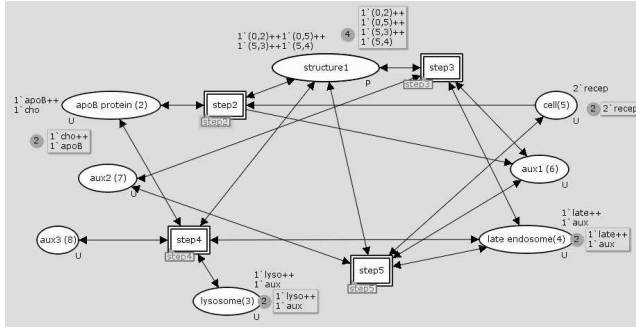 1`(0,2)++1`(0,5)++
1`(5,3)++1`(5,4)
4
1`(0,2)++
1`(0,5)++
1`(5,3)++
1`(5,4)
structure1
P
step3
step3
1`apoB++
1`cho
apoB protein (2)
U
2
1`cho++
1`apoB
step2
step2
2`recep
cell(5)
2
2`recep
U
aux2 (7)
U
aux1 (6)
U
aux3 (8)
U
step4
step4
1`late++
1`aux
late endosome(4)
2
1`late++
1`aux
U
step5
step5
1`lyso++
1`aux
lysosome(3)
2
1`lyso++
1`aux
U